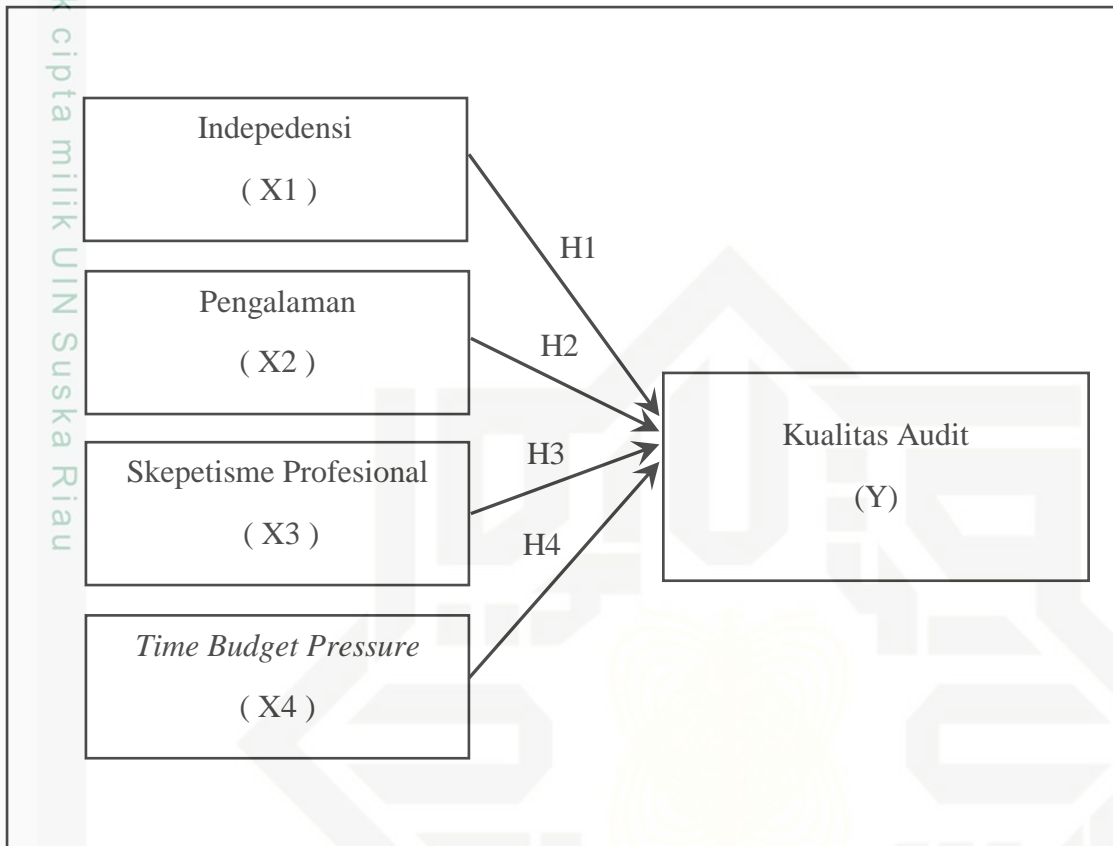 k cipta milik UIN Suska Riau
Indepedensi
( X1 )
H1
Pengalaman
( X2 )
H2
Kualitas Audit
(Y)
Skepetisme Profesional
( X3 )
H3
H4
Time Budget Pressure
( X4 )